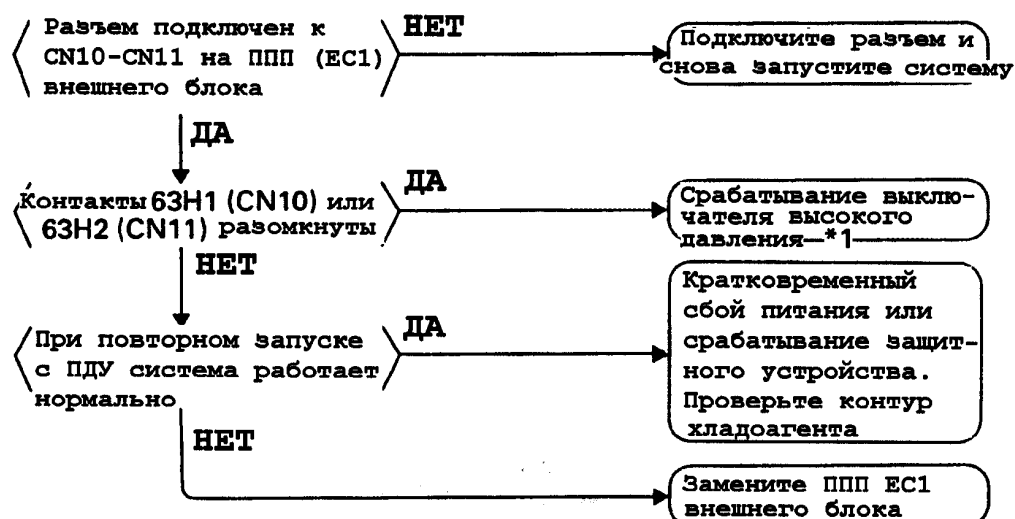 Разъем подключен к
CN10-CN11 на ППП (EC1)
внешнего блока
НЕТ
Подключите разъем и
снова запустите систему
ДА
Контакты 63H1 (CN10) или
63H2 (CN11) разомкнуты
ДА
Срабатывание выклю-
чателя высокого
давления—*1
НЕТ
При повторном запуске
с ПДУ система работает
нормально
ДА
Кратковременный
сбой питания или
срабатывание защит-
ного устройства.
Проверьте контур
хладоагента
НЕТ
Замените ППП EC1
внешнего блока